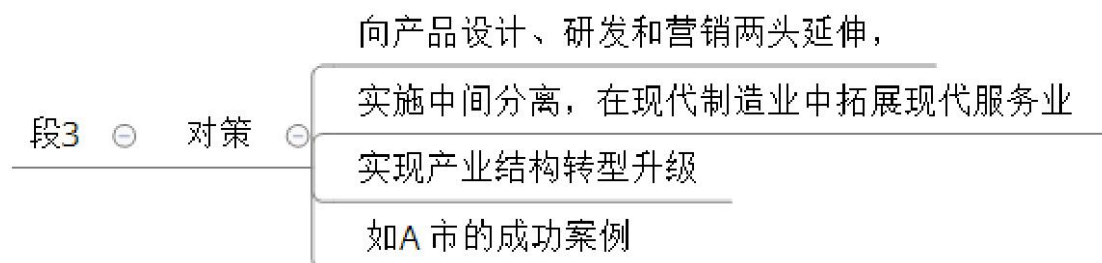 向产品设计、研发和营销两头延伸，
实施中间分离，在现代制造业中拓展现代服务业
段3
对策
实现产业结构转型升级
如A 市的成功案例